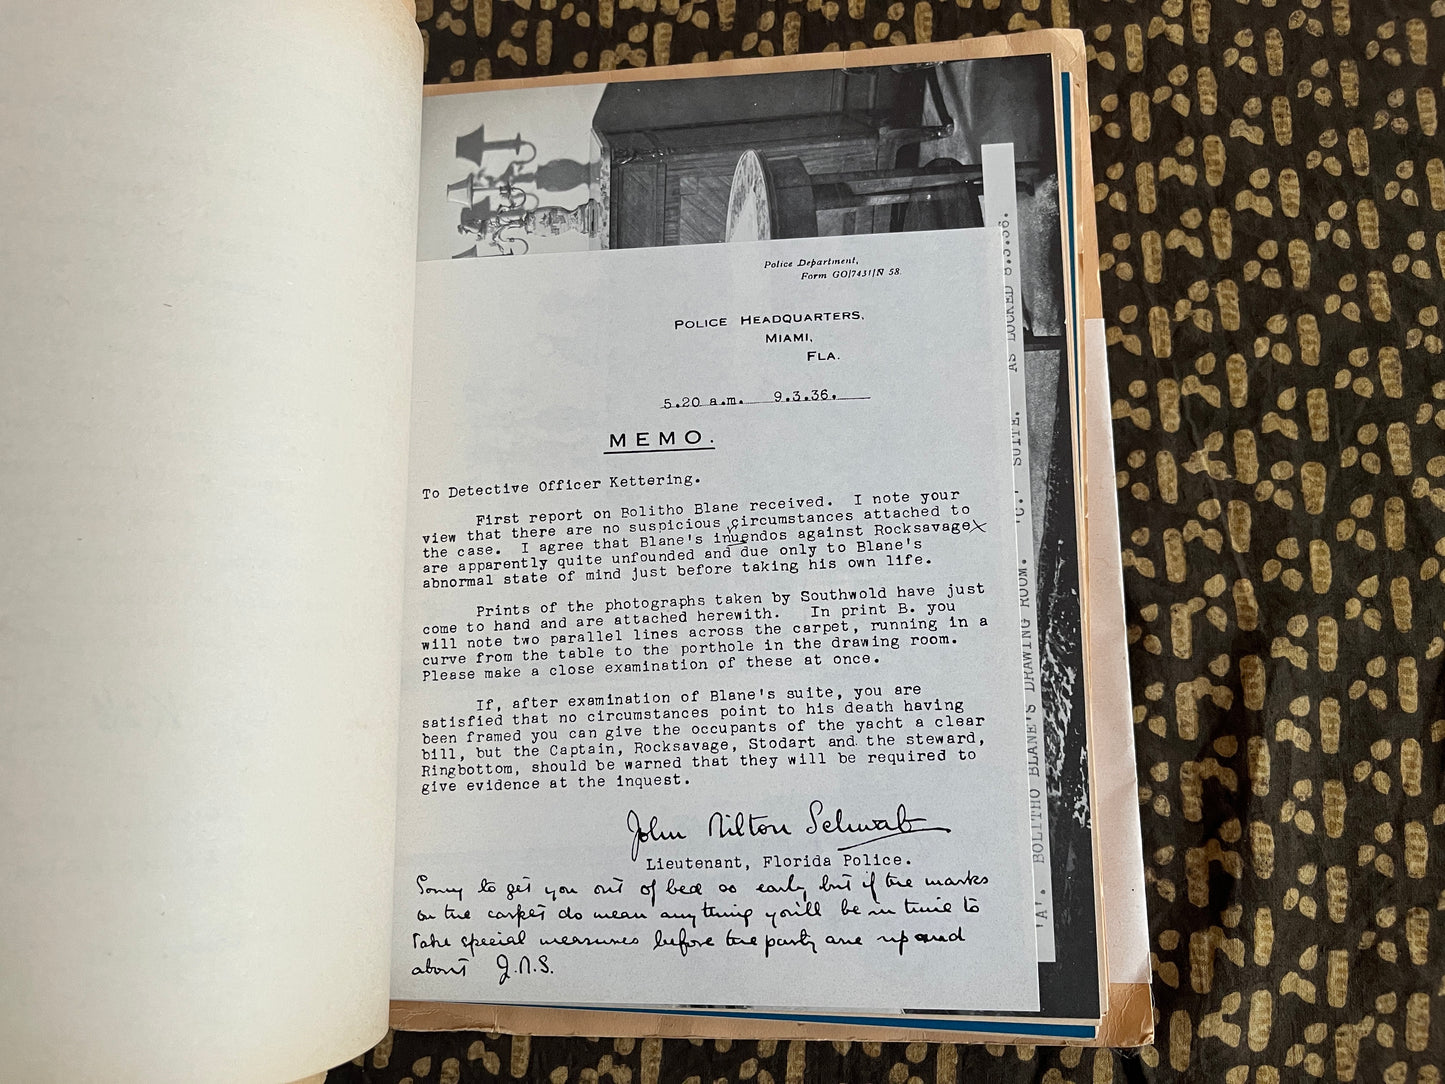 Police Department,
Form GO/7431/N 58.
POLICE HEADQUARTERS,
MIAMI,
FLA.
5.20 a.m. 9.3.36.
MEMO.
To Detective Officer Kettering.
First report on Bolitho Blane received. I note your
view that there are no suspicious circumstances attached to
the case. I agree that Blane's inuendos against Rocksavage
are apparently quite unfounded and due only to Blane's
abnormal state of mind just before taking his own life.
Prints of the photographs taken by Southwold have just
come to hand and are attached herewith. In print B. you
will note two parallel lines across the carpet, running in a
curve from the table to the porthole in the drawing room.
Please make a close examination of these at once.
If, after examination of Blane's suite, you are
satisfied that no circumstances point to his death having
been framed you can give the occupants of the yacht a clear
bill, but the Captain, Rocksavage, Stodart and the steward,
Ringbottom, should be warned that they will be required to
give evidence at the inquest.
John Milton Schwab
Lieutenant, Florida Police.
Sorry to get you out of bed so early but if the marks
on the carpet do mean anything you'll be in time to
take special measures before the party are up and
about J.M.S.
'A'. BOLITHO BLANE'S DRAWING ROOM. 'C.' SUITE. AS LOCKED 8.3.36.